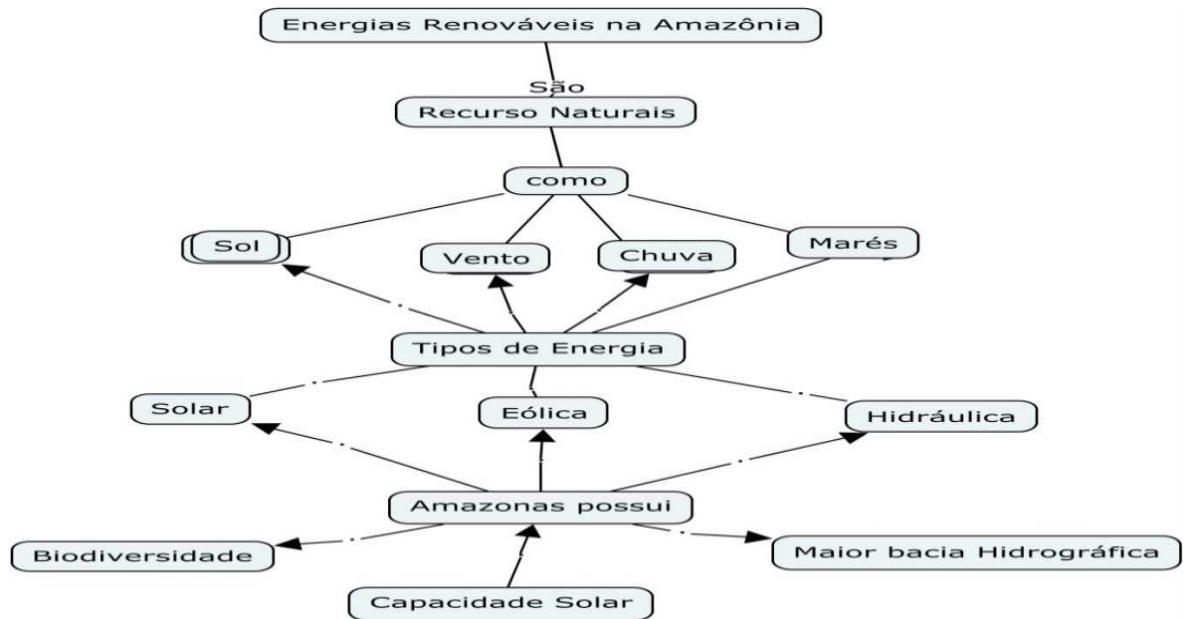 Energias Renováveis na Amazônia
São
Recurso Naturais
como
Sol
Vento
Chuva
Marés
Tipos de Energia
Solar
Eólica
Hidráulica
Amazonas possui
Biodiversidade
Maior bacia Hidrográfica
Capacidade Solar